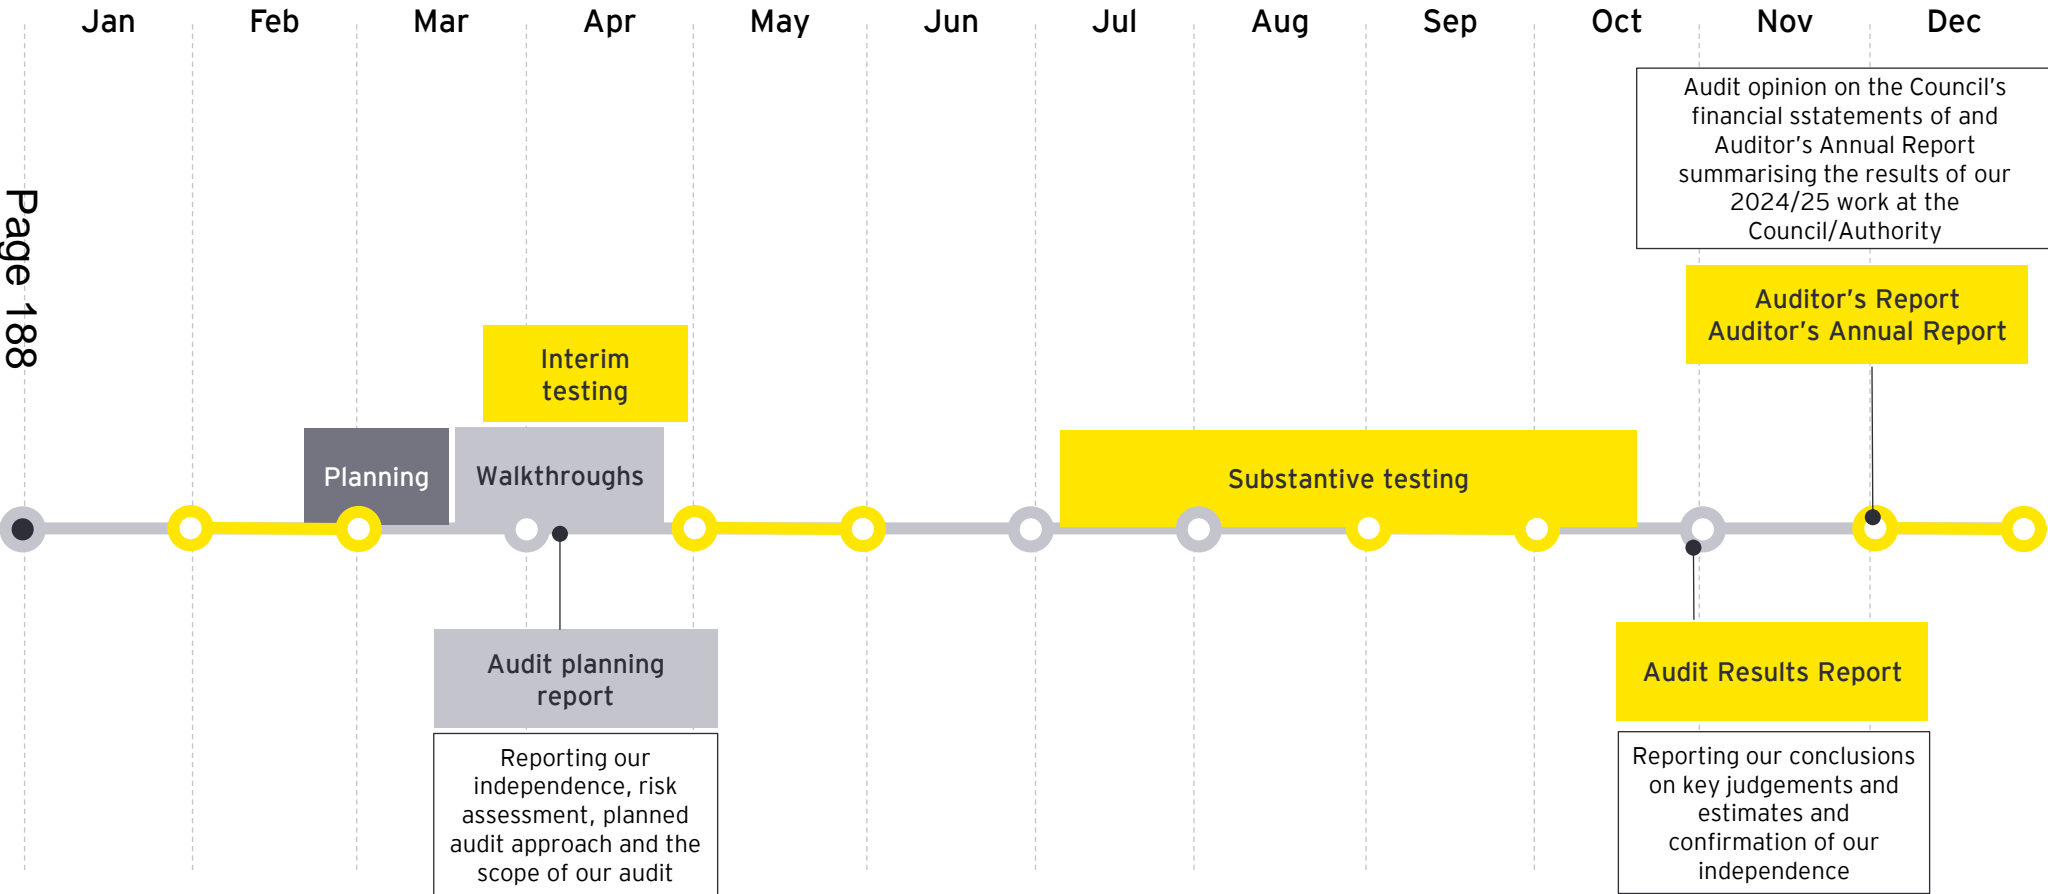 Jan Feb Mar Apr May Jun Jul Aug Sep Oct Nov Dec
Audit opinion on the Council's
financial sstatements of and
Auditor's Annual Report
summarising the results of our
2024/25 work at the
Council/Authority
Page 188
Auditor's Report
Auditor's Annual Report
Interim
testing
Planning
Walkthroughs
Substantive testing
Audit planning
report
Reporting our
independence, risk
assessment, planned
audit approach and the
scope of our audit
Audit Results Report
Reporting our conclusions
on key judgements and
estimates and
confirmation of our
independence